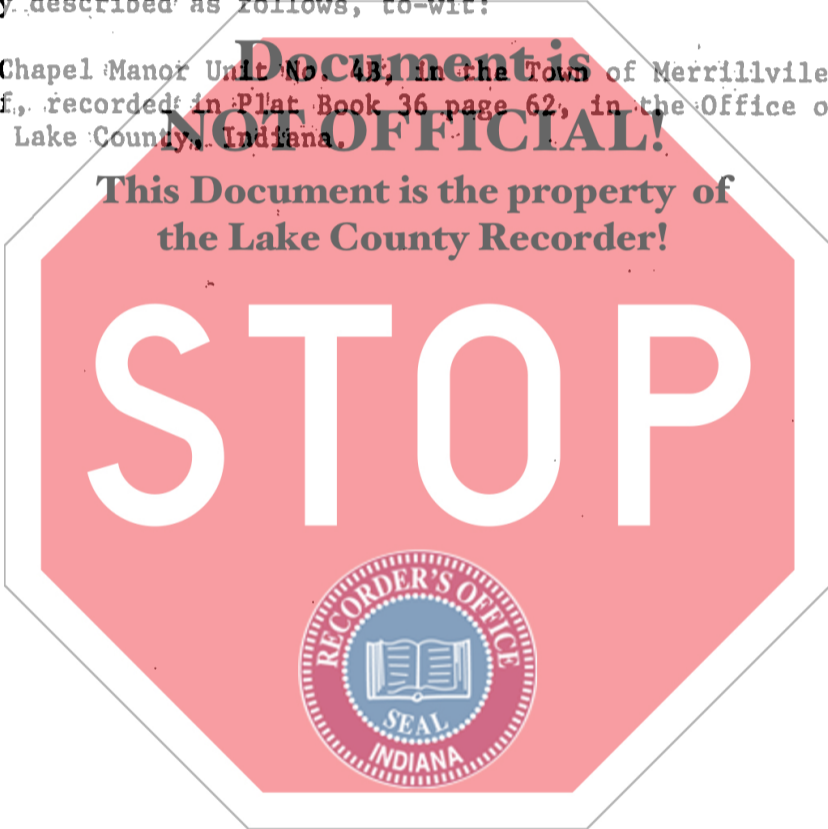 y described as follows, to-wit:
Chapel Manor Unit No. 4B, in the Town of Merrillvile
f, recorded in Plat Book 36 page 62, in the Office o
Lake County, Indiana.
Document is
NOT OFFICIAL!
This Document is the property of
the Lake County Recorder!
STOP
RECORDER'S OFFICE
SEAL
INDIANA